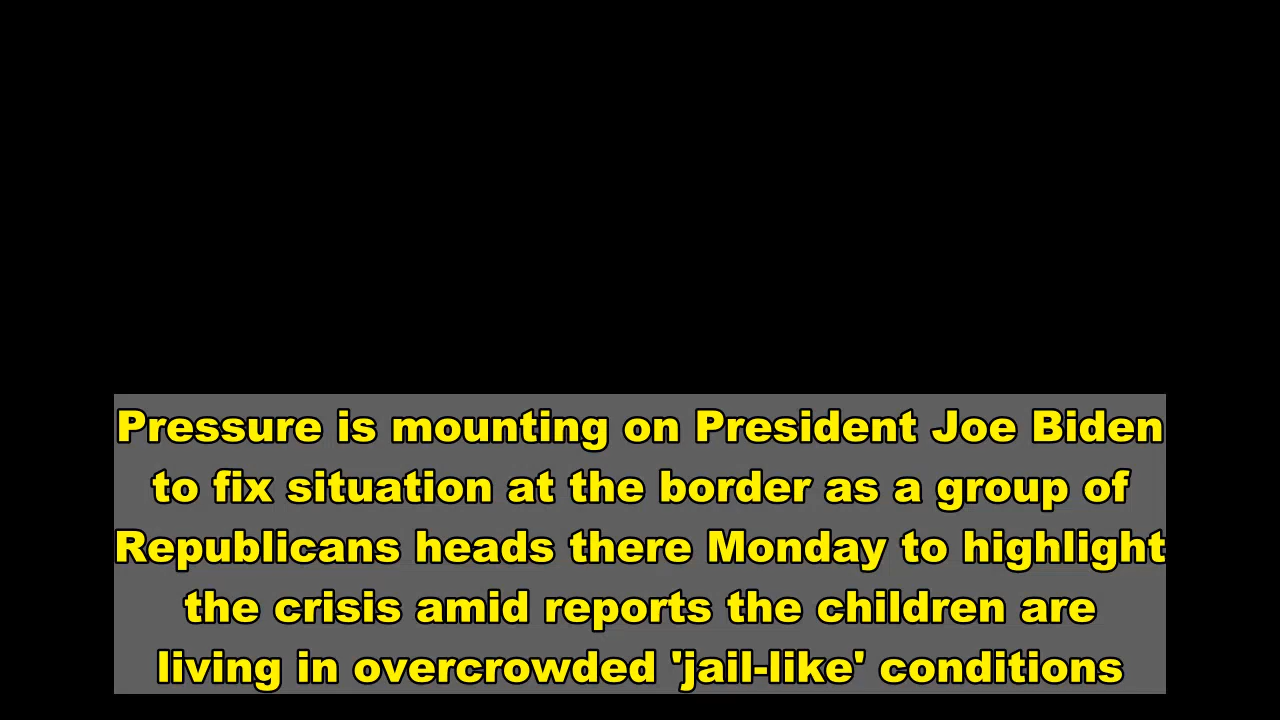 Pressure is mounting on President Joe Biden
to fix situation at the border as a group of
Republicans heads there Monday to highlight
the crisis amid reports the children are
living in overcrowded 'jail-like' conditions